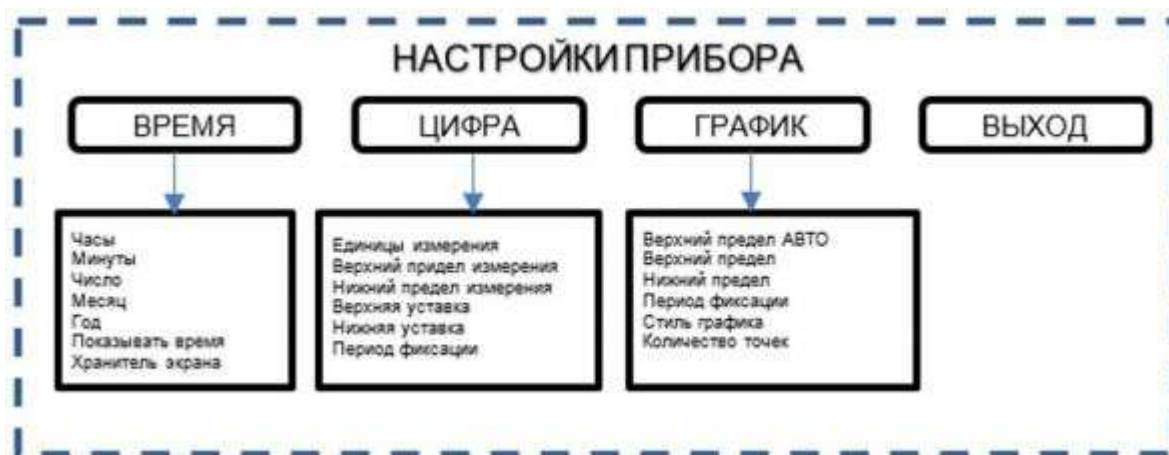 НАСТРОЙКИ ПРИБОРА
ВРЕМЯ
ЦИФРА
ГРАФИК
ВЫХОД
Часы
Минуты
Число
Месяц
Год
Показывать время
Хранитель экрана
Единицы измерения
Верхний придел измерения
Нижний предел измерения
Верхняя уставка
Нижняя уставка
Период фиксации
Верхний предел АВТО
Верхний предел
Нижний предел
Период фиксации
Стиль графика
Количество точек